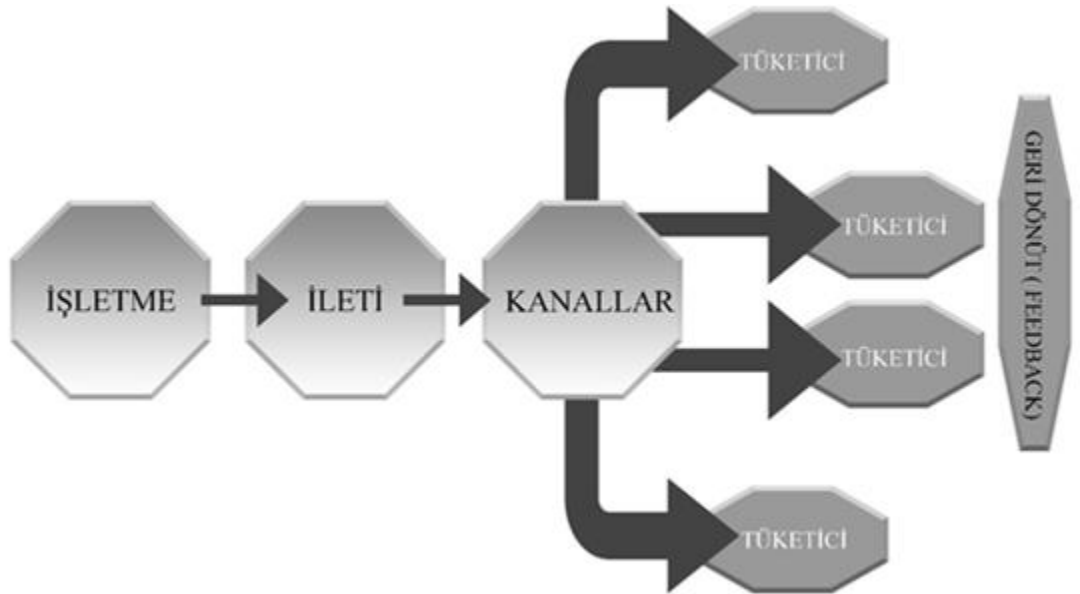 TÜKETİCİ
TÜKETİCİ
İŞLETME
İLETİ
KANALLAR
TÜKETİCİ
TÜKETİCİ
GERİ DÖNÜT ( FEEDBACK)